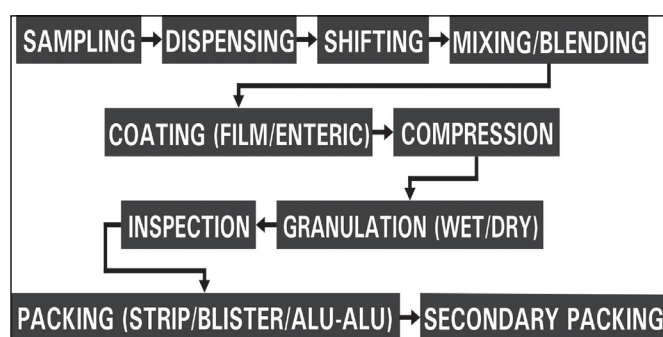 SAMPLING DISPENSING SHIFTING MIXING/BLENDING
COATING (FILM/ENTERIC) COMPRESSION
INSPECTION GRANULATION (WET/DRY)
PACKING (STRIP/BLISTER/ALU-ALU) SECONDARY PACKING